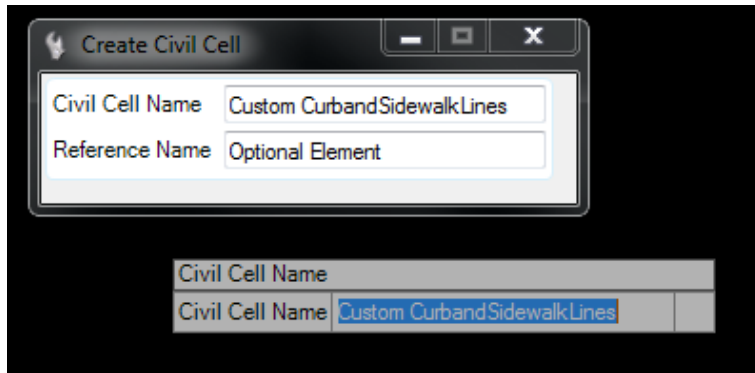 Create Civil Cell
Civil Cell Name Custom CurbandSidewalkLines
Reference Name Optional Element
Civil Cell Name
Civil Cell Name Custom CurbandSidewalkLines